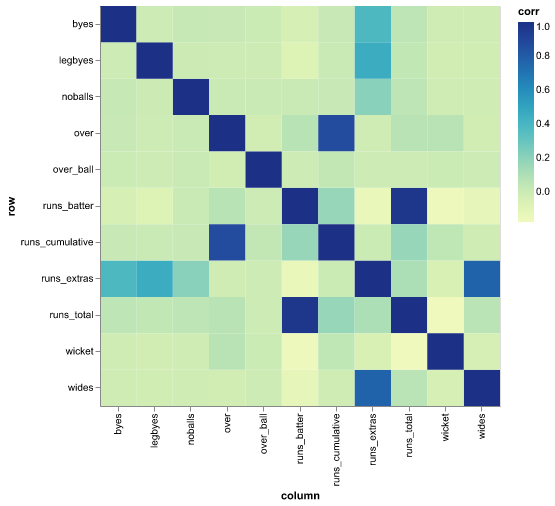 corr
1.0
0.8
0.6
0.4
0.2
0.0
row
byes
legbyes
noballs
over
over_ball
runs_batter
runs_cumulative
runs_extras
runs_total
wicket
wides
byes
legbyes
noballs
over
over_ball
runs_batter
runs_cumulative
runs_extras
runs_total
wicket
wides
column